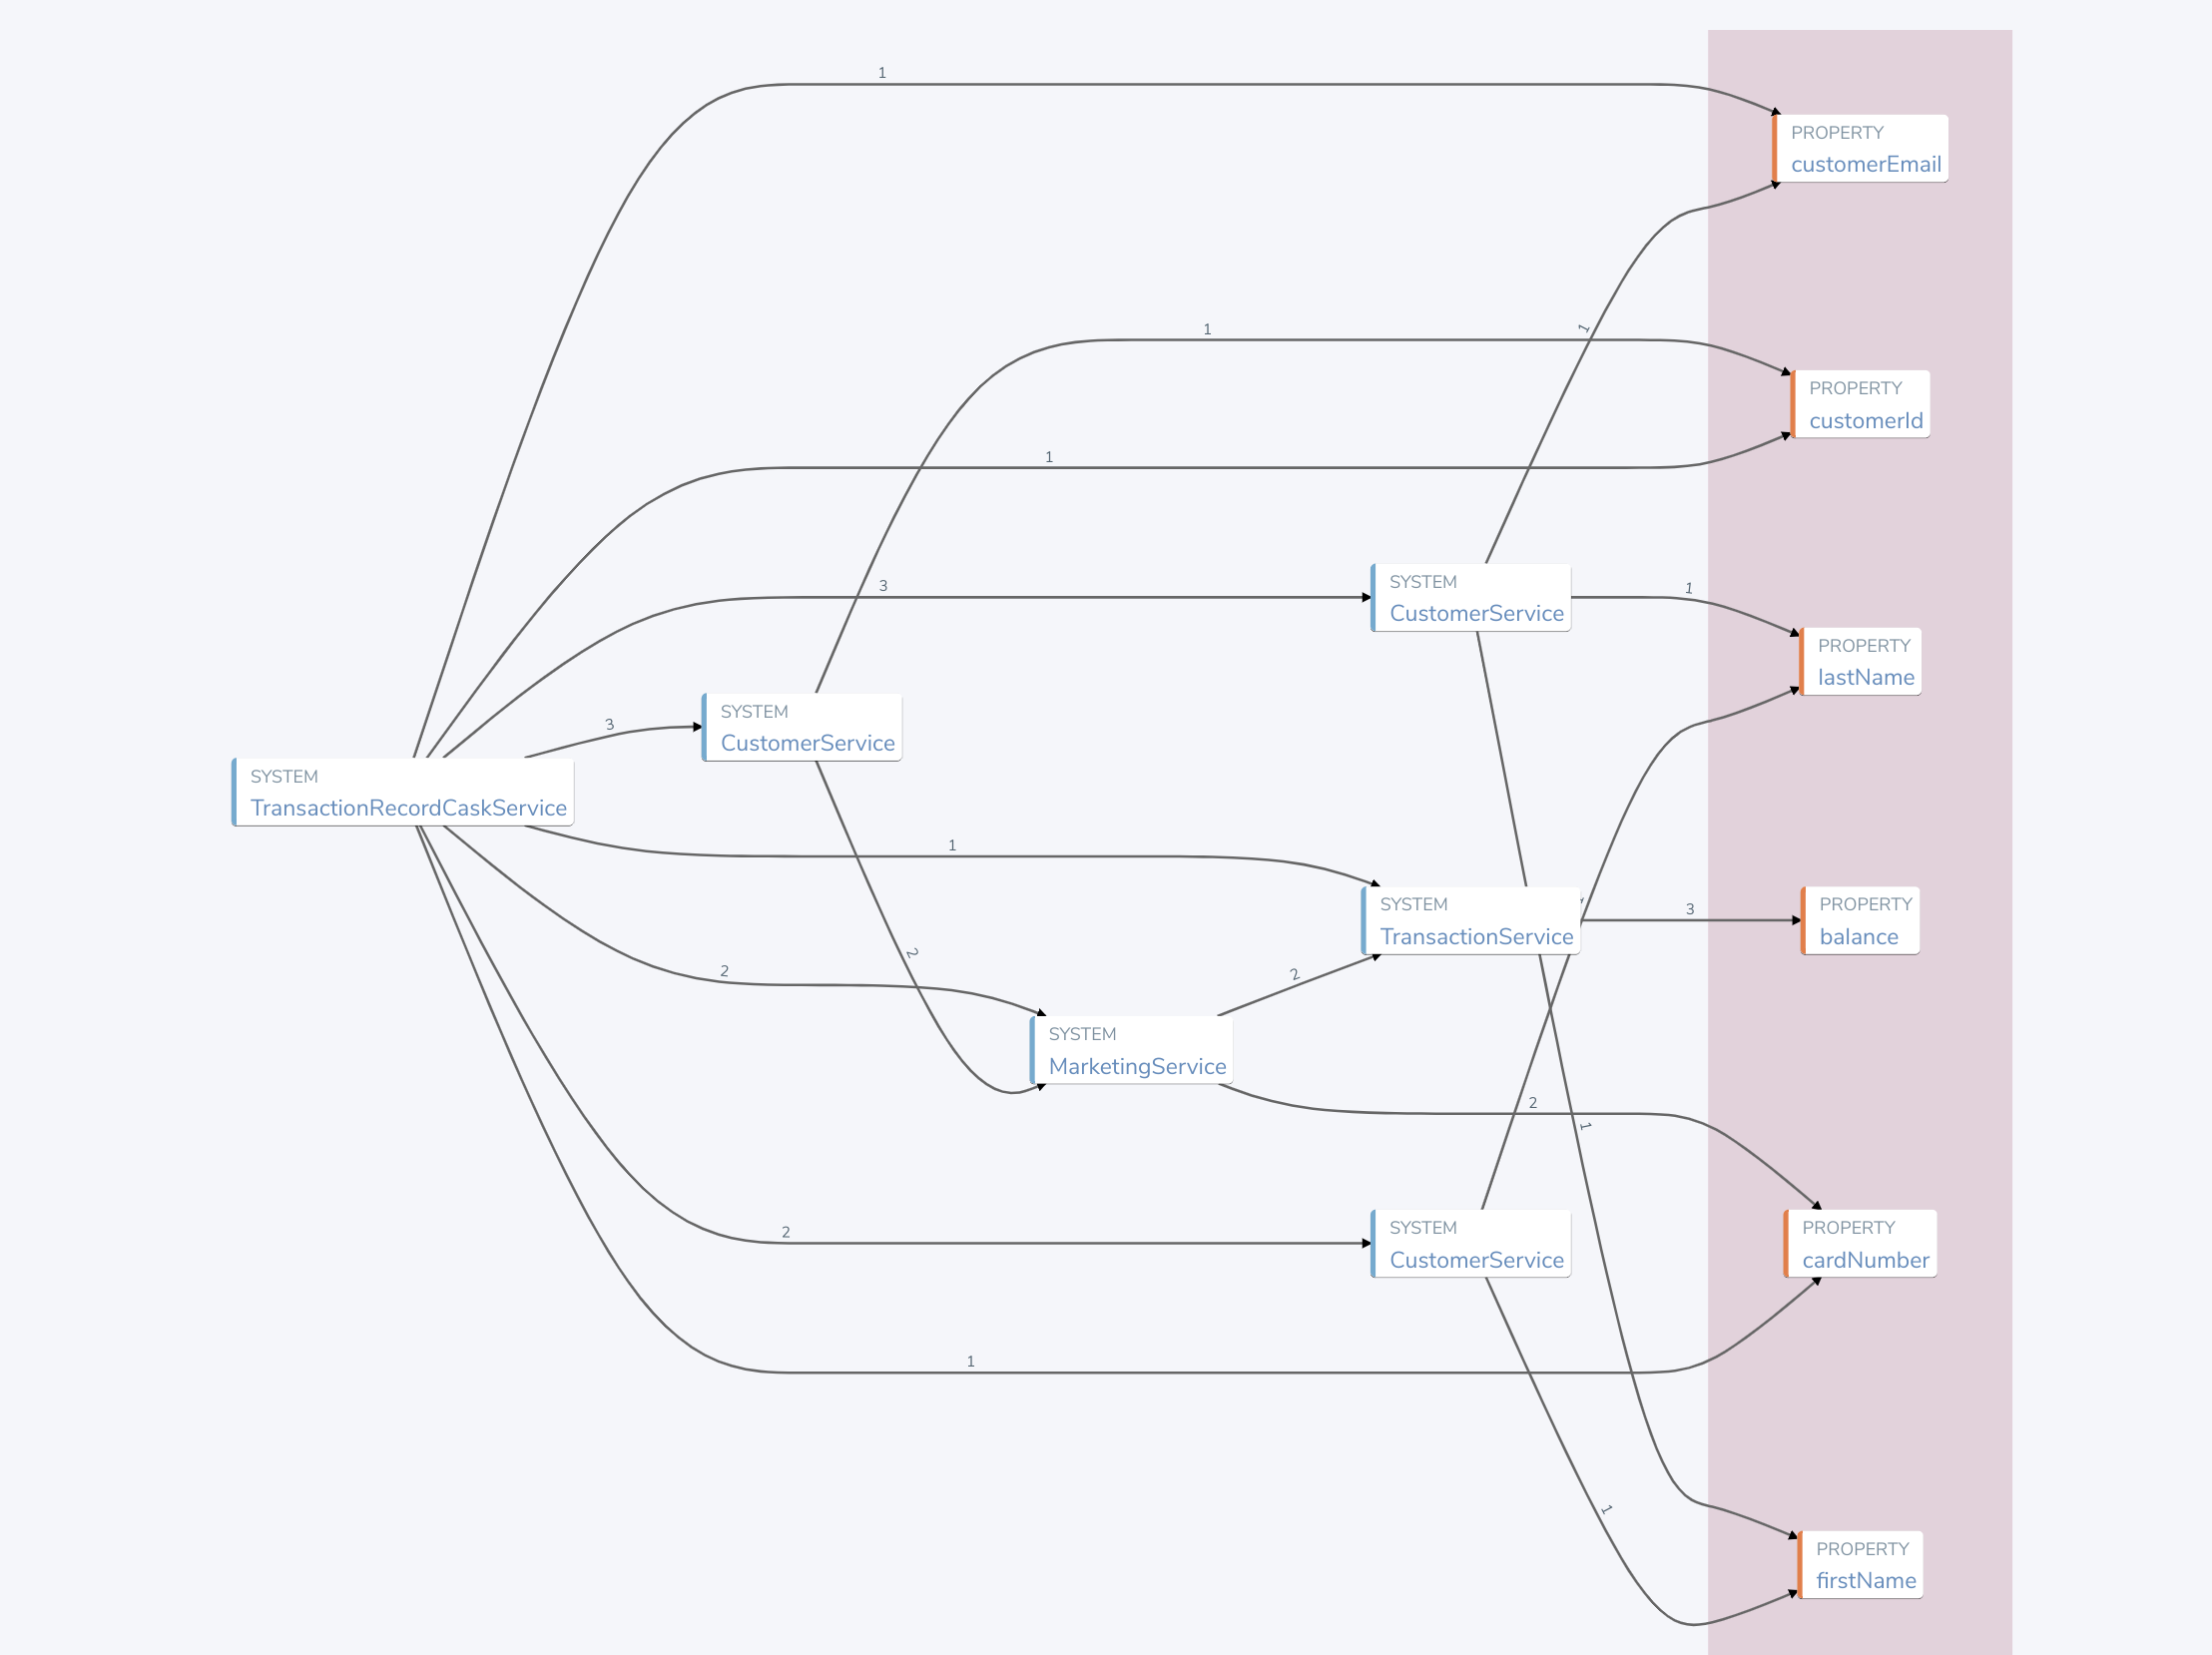 1
PROPERTY
customerEmail
1
1
PROPERTY
customerId
1
3
SYSTEM
CustomerService
1
PROPERTY
lastName
3
SYSTEM
CustomerService
SYSTEM
TransactionRecordCaskService
1
SYSTEM
TransactionService
3
PROPERTY
balance
2
2
2
SYSTEM
MarketingService
2
1
2
SYSTEM
CustomerService
PROPERTY
cardNumber
1
1
PROPERTY
firstName